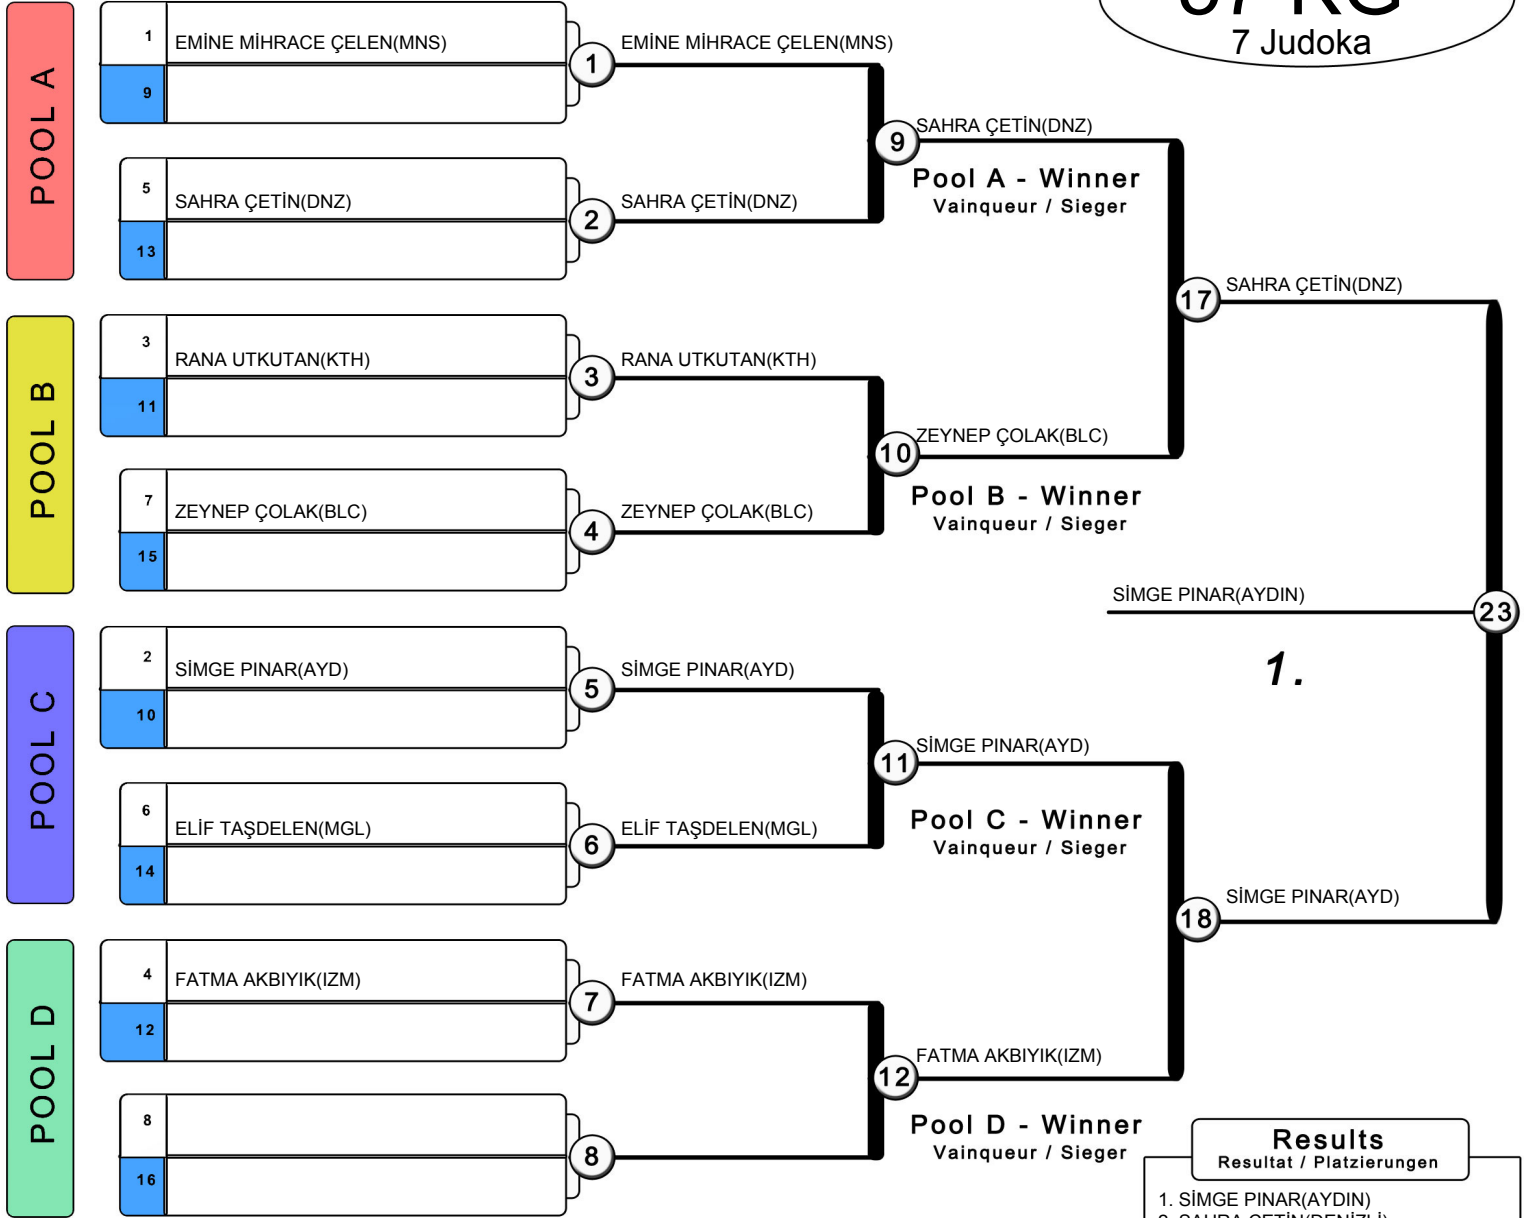 7 Judoka
POOL A
1
EMİNE MİHRACE ÇELEN(MNS)
9
1
EMİNE MİHRACE ÇELEN(MNS)
5
SAHRA ÇETİN(DNZ)
13
2
SAHRA ÇETİN(DNZ)
9
SAHRA ÇETİN(DNZ)
Pool A - Winner
Vainqueur / Sieger
POOL B
3
RANA UTKUTAN(KTH)
11
3
RANA UTKUTAN(KTH)
7
ZEYNEP ÇOLAK(BLC)
15
4
ZEYNEP ÇOLAK(BLC)
10
ZEYNEP ÇOLAK(BLC)
Pool B - Winner
Vainqueur / Sieger
17
SAHRA ÇETİN(DNZ)
SİMGE PINAR(AYDIN)
23
1.
POOL C
2
SİMGE PINAR(AYD)
10
5
SİMGE PINAR(AYD)
6
ELİF TAŞDELEN(MGL)
14
6
ELİF TAŞDELEN(MGL)
11
SİMGE PINAR(AYD)
Pool C - Winner
Vainqueur / Sieger
18
SİMGE PINAR(AYD)
POOL D
4
FATMA AKBIYIK(IZM)
12
7
FATMA AKBIYIK(IZM)
8
16
8
12
FATMA AKBIYIK(IZM)
Pool D - Winner
Vainqueur / Sieger
Results
Resultat / Platzierungen
1. SİMGE PINAR(AYDIN)
2. SAHRA ÇETİN(DENİZLİ)